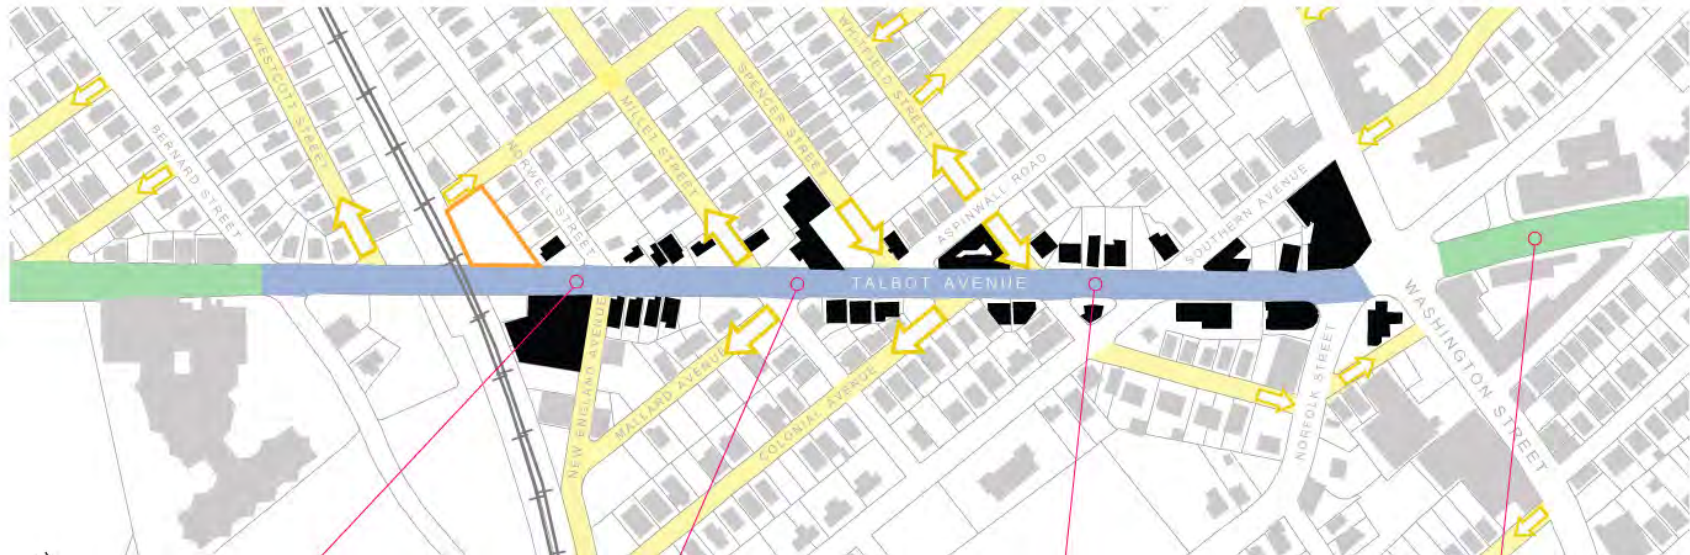 WESTCOTT STREET
BERNARD STREET
NORWELL STREET
MILLET STREET
SPENCER STREET
WHITFIELD STREET
ASPINWALL ROAD
SOUTHERN AVENUE
TALBOT AVENUE
WASHINGTON STREET
NEW ENGLAND AVENUE
MALLARD AVENUE
COLONIAL AVENUE
NORFOLK STREET